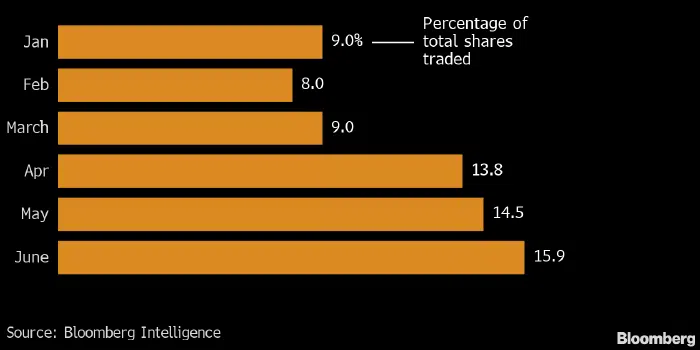 Jan 9.0% Percentage of
total shares
traded
Feb 8.0
March 9.0
Apr 13.8
May 14.5
June 15.9
Source: Bloomberg Intelligence
Bloomberg